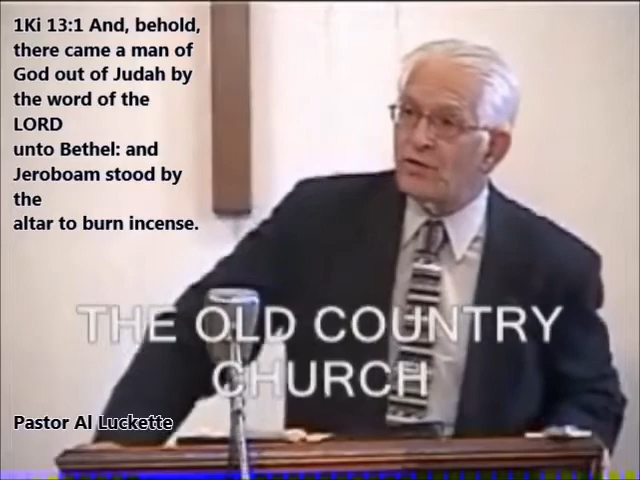 1Ki 13:1 And, behold,
there came a man of
God out of Judah by
the word of the
LORD
unto Bethel: and
Jeroboam stood by
the
altar to burn incense.
THE OLD COUNTRY
CHURCH
Pastor Al Luckette